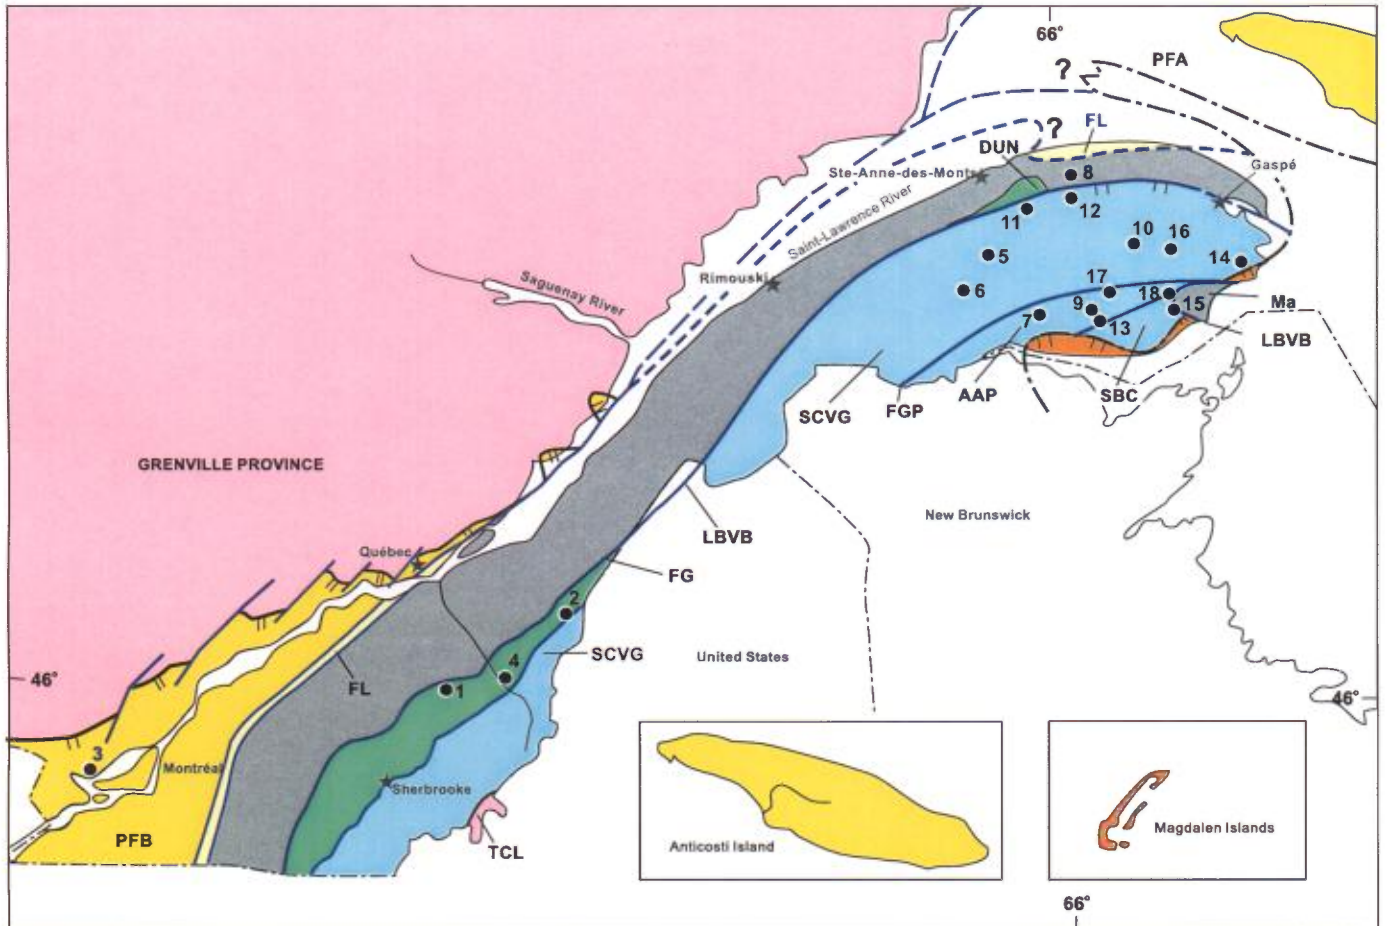 66°
PFA
?
?
FL
DUN
Ste-Anne-des-Monts
8
Gaspé
12
11
Saint-Lawrence River
10
16
5
14
Rimouski
Saguenay River
6
17
18
Ma
9
15
7
13
LBVB
AAP
SBC
FGP
SCVG
GRENVILLE PROVINCE
New Brunswick
LBVB
Québec
FG
2
SCVG
United States
46°
4
FL
1
46°
3
Montréal
Sherbrooke
PFB
TCL
Anticosti Island
Magdalen Islands
66°